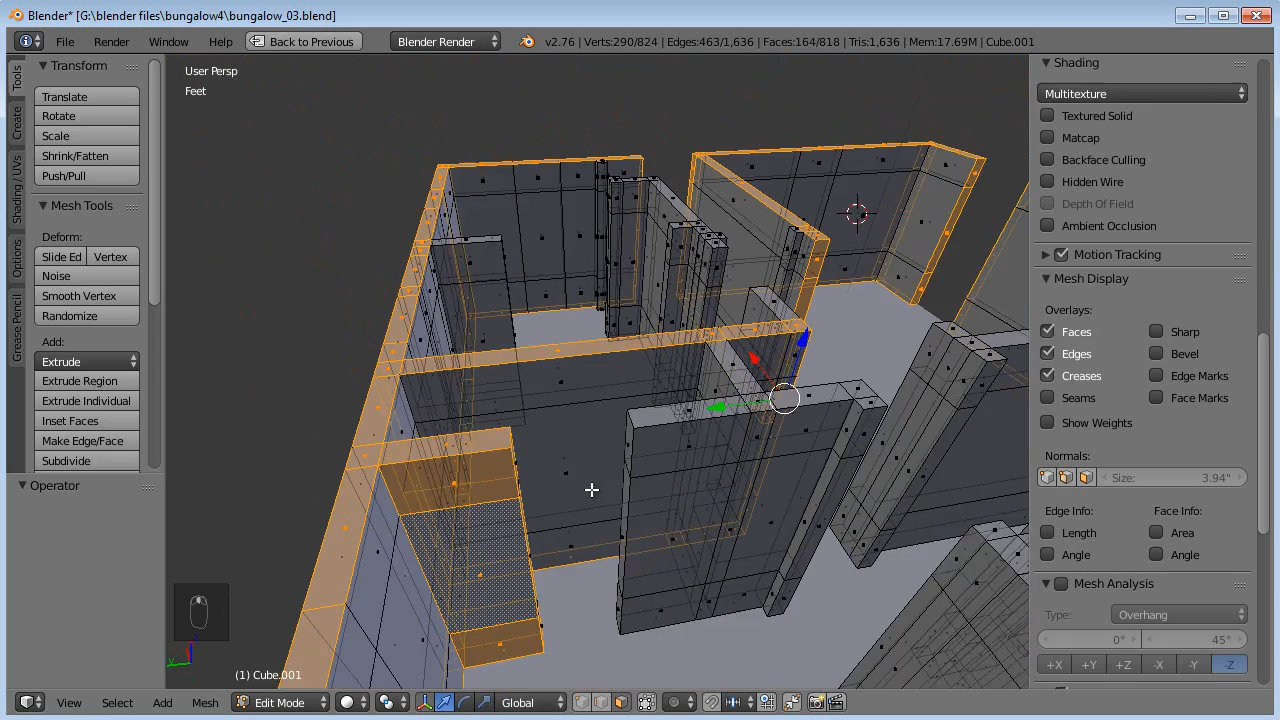 Blender* [G:\blender files\bungalow4\bungalow_03.blend]
File Render Window Help Back to Previous Blender Render v2.76 | Verts:290/824 | Edges:453/1,636 | Faces:164/818 | Tris:1,636 | Mem:17.69M | Cube.001
Tools
Create
Shading / UVs
Options
Grease Pencil
Transform
Translate
Rotate
Scale
Shrink/Fatten
Push/Pull
Mesh Tools
Deform:
Slide Ed Vertex
Noise
Smooth Vertex
Randomize
Add:
Extrude
Extrude Region
Extrude Individual
Inset Faces
Make Edge/Face
Subdivide
Operator
User Persp
Feet
(1) Cube.001
Shading
Multitexture
Textured Solid
Matcap
Backface Culling
Hidden Wire
Depth Of Field
Ambient Occlusion
Motion Tracking
Mesh Display
Overlays:
Faces Sharp
Edges Bevel
Creases Edge Marks
Seams Face Marks
Show Weights
Normals:
Size: 3.94"
Edge Info: Face Info:
Length Area
Angle Angle
Mesh Analysis
Type: Overhang
0° 45°
+X +Y +Z -X -Y -Z
View Select Add Mesh Edit Mode Global